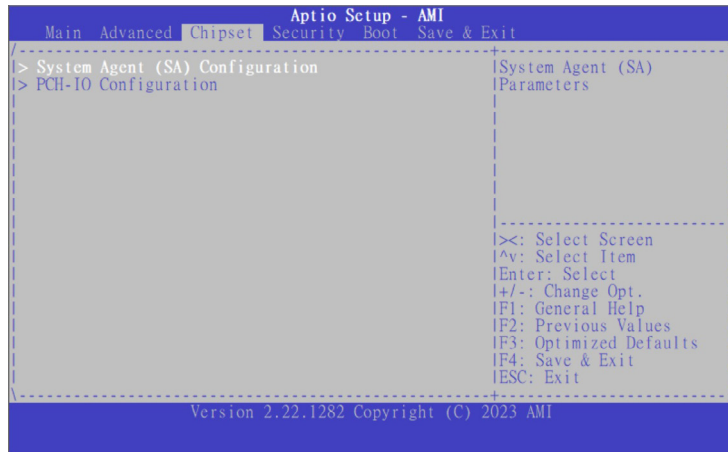 Aptio Setup - AMI
Main Advanced Chipset Security Boot Save & Exit
> System Agent (SA) Configuration
> PCH-IO Configuration
System Agent (SA)
Parameters
><: Select Screen
^v: Select Item
Enter: Select
+/-: Change Opt.
F1: General Help
F2: Previous Values
F3: Optimized Defaults
F4: Save & Exit
ESC: Exit
Version 2.22.1282 Copyright (C) 2023 AMI